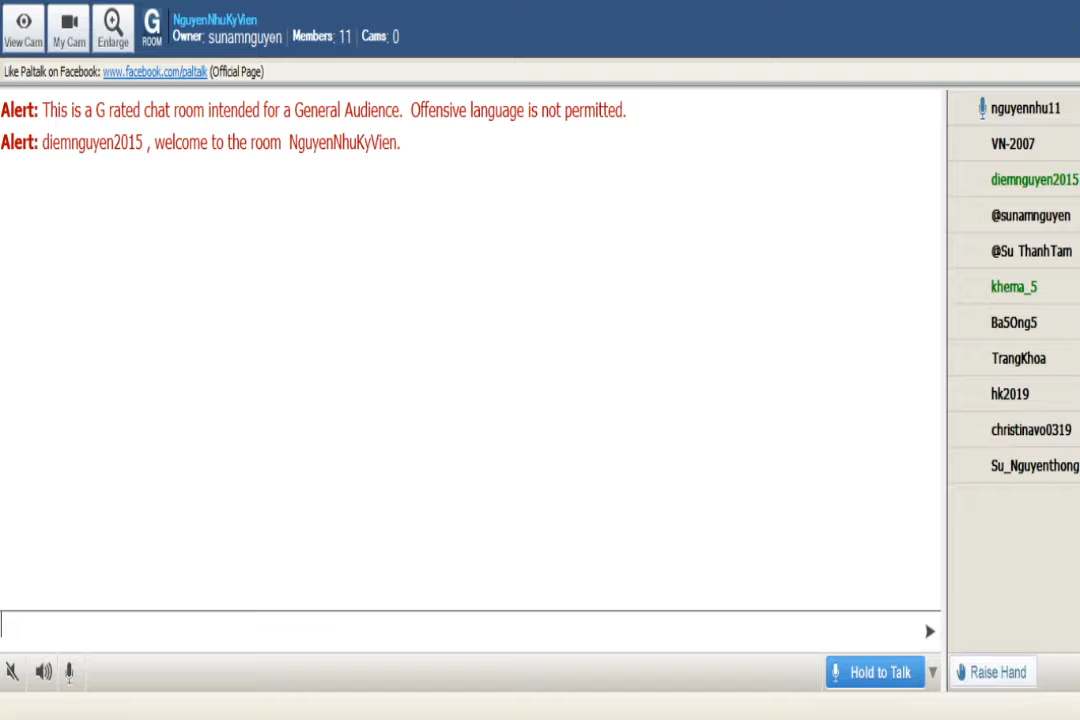 View Cam
My Cam
Enlarge
G
ROOM
NguyenNhuKyVien
Owner: sunamnguyen Members: 11 Cams: 0
Like Paltalk on Facebook: www.facebook.com/paltalk (Official Page)
Alert: This is a G rated chat room intended for a General Audience. Offensive language is not permitted.
Alert: diemnguyen2015 , welcome to the room NguyenNhuKyVien.
nguyennhu11
VN-2007
diemnguyen2015
@sunamnguyen
@Su ThanhTam
khema_5
Ba5Ong5
TrangKhoa
hk2019
christinavo0319
Su_Nguyenthong
Hold to Talk
Raise Hand